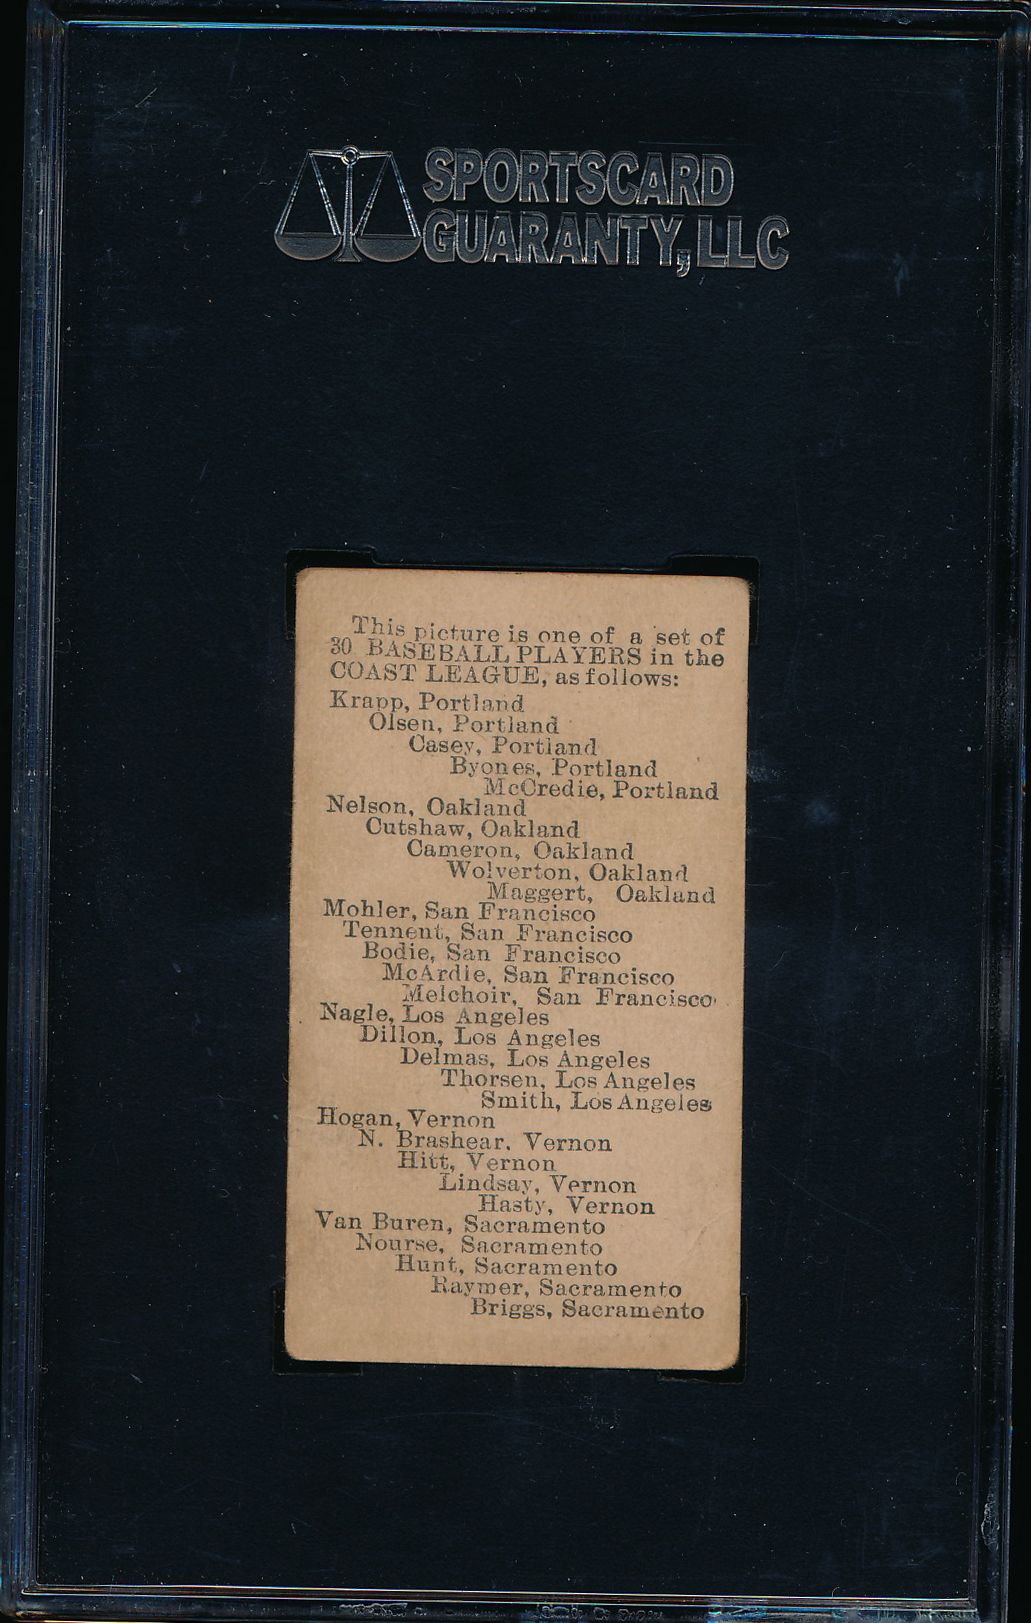 SPORTSCARD
GUARANTY, LLC
This picture is one of a set of
30 BASEBALL PLAYERS in the
COAST LEAGUE, as follows:
Krapp, Portland
Olsen, Portland
Casey, Portland
Byones, Portland
McCredie, Portland
Nelson, Oakland
Cutshaw, Oakland
Cameron, Oakland
Wolverton, Oakland
Maggert, Oakland
Mohler, San Francisco
Tennent, San Francisco
Bodie, San Francisco
McArdie, San Francisco
Melchoir, San Francisco
Nagle, Los Angeles
Dillon, Los Angeles
Delmas, Los Angeles
Thorsen, Los Angeles
Smith, Los Angeles
Hogan, Vernon
N. Brashear. Vernon
Hitt, Vernon
Lindsay, Vernon
Hasty, Vernon
Van Buren, Sacramento
Nourse, Sacramento
Hunt, Sacramento
Raymer, Sacramento
Briggs, Sacramento